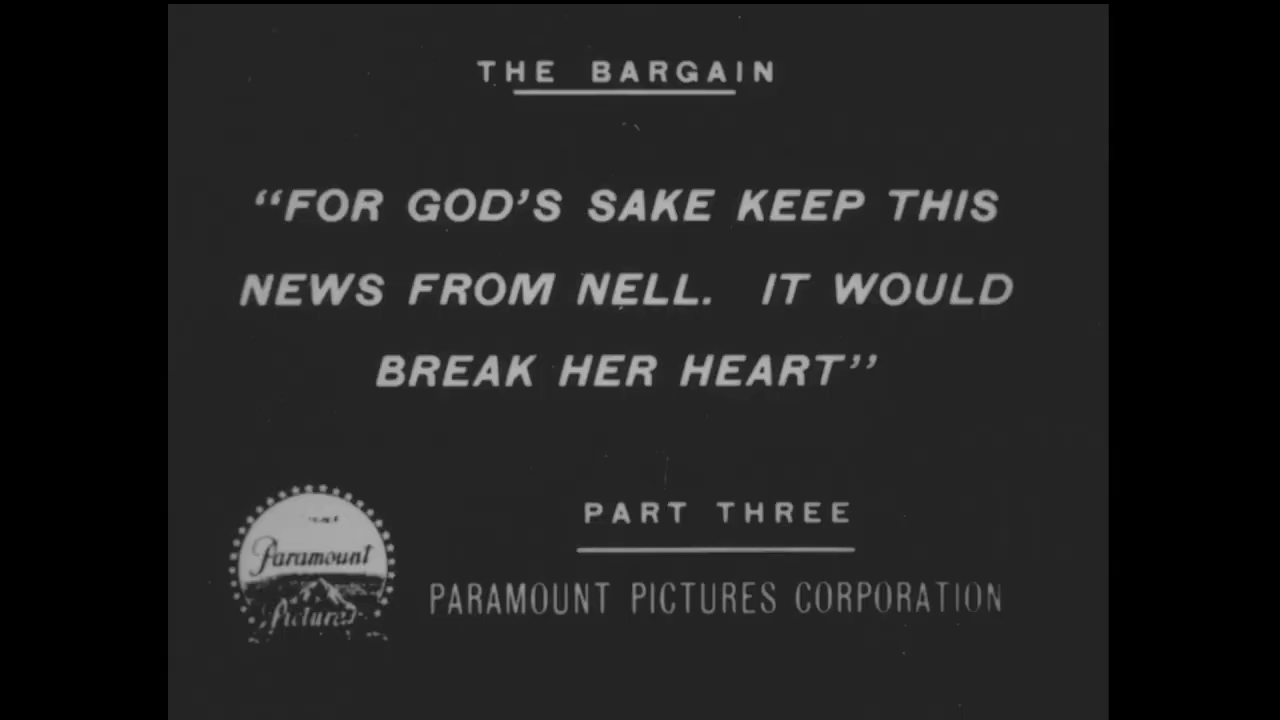 THE BARGAIN
“FOR GOD’S SAKE KEEP THIS
NEWS FROM NELL. IT WOULD
BREAK HER HEART”
PART THREE
Paramount
Pictures
PARAMOUNT PICTURES CORPORATION